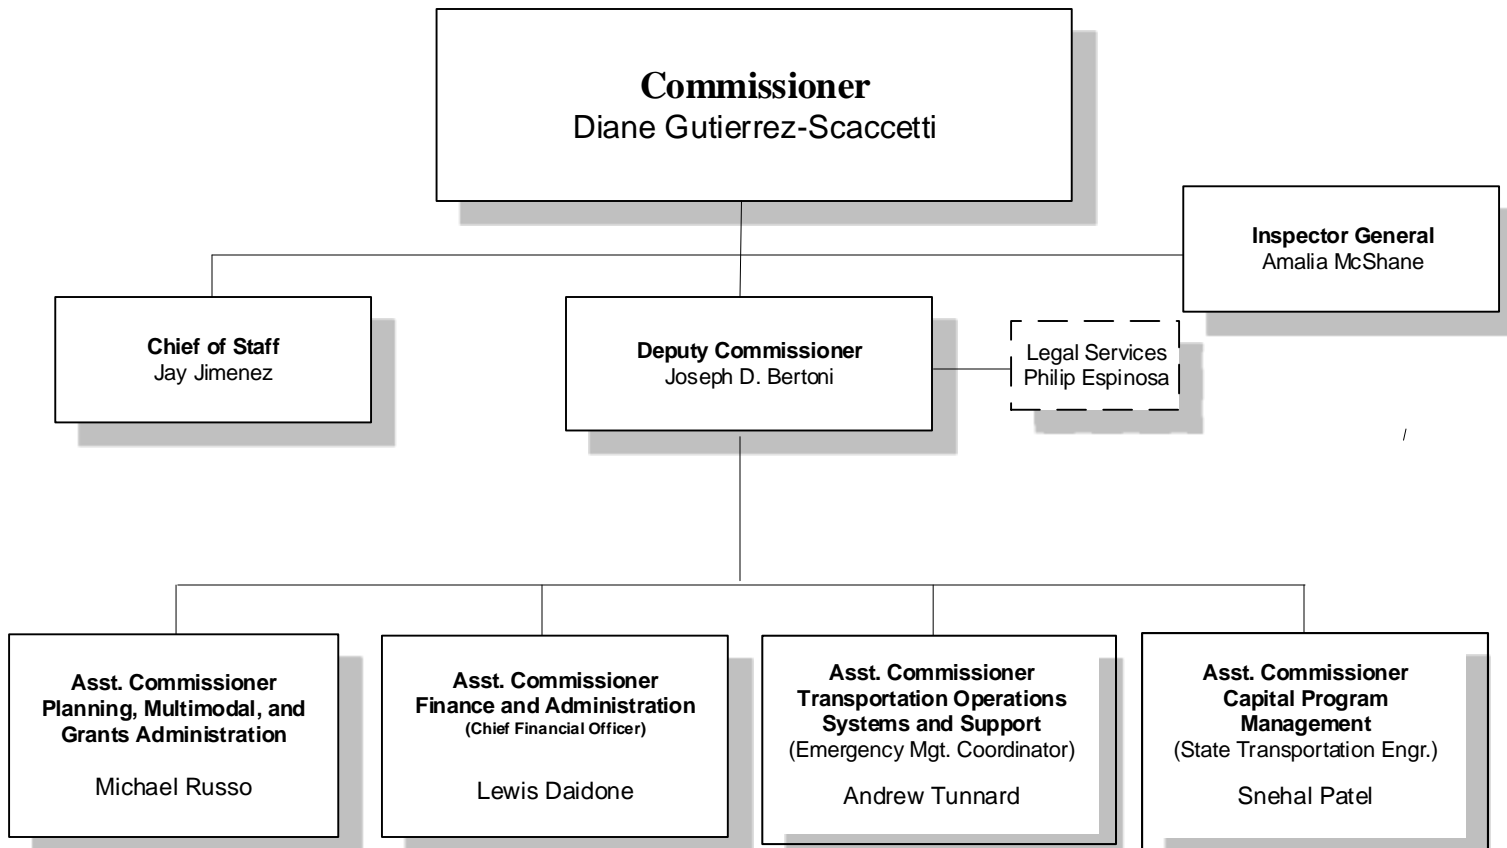 Commissioner
Diane Gutierrez-Scaccetti
Inspector General
Amalia McShane
Chief of Staff
Jay Jimenez
Deputy Commissioner
Joseph D. Bertoni
Legal Services
Philip Espinosa
/
Asst. Commissioner
Planning, Multimodal, and
Grants Administration
Michael Russo
Asst. Commissioner
Finance and Administration
(Chief Financial Officer)
Lewis Daidone
Asst. Commissioner
Transportation Operations
Systems and Support
(Emergency Mgt. Coordinator)
Andrew Tunnard
Asst. Commissioner
Capital Program
Management
(State Transportation Engr.)
Snehal Patel